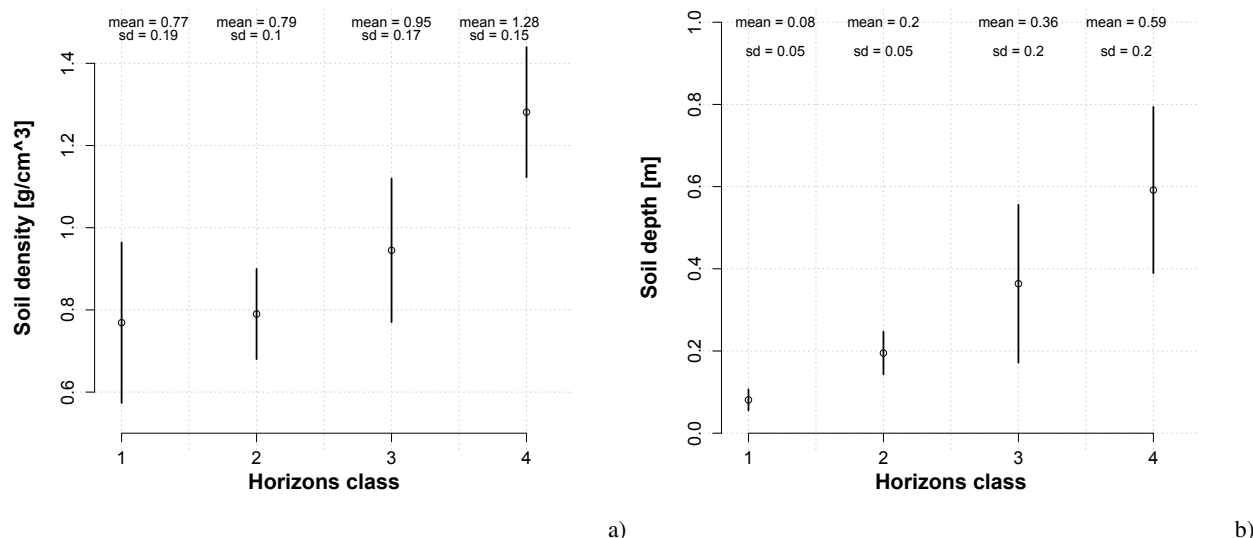 mean = 0.77 mean = 0.79 mean = 0.95 mean = 1.28
sd = 0.19 sd = 0.1 sd = 0.17 sd = 0.15
Soil density [g/cm^3]
1.4
1.2
1.0
0.8
0.6
1 2 3 4
Horizons class
a)
mean = 0.08 mean = 0.2 mean = 0.36 mean = 0.59
sd = 0.05 sd = 0.05 sd = 0.2 sd = 0.2
Soil depth [m]
1.0
0.8
0.6
0.4
0.2
0.0
1 2 3 4
Horizons class
b)